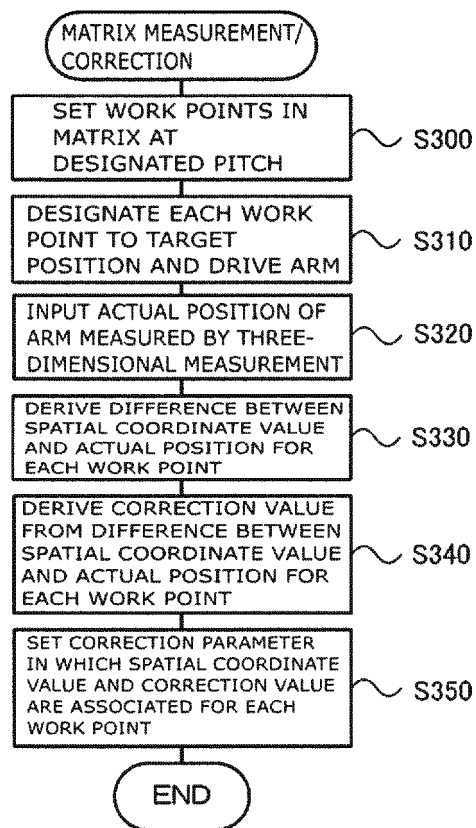 MATRIX MEASUREMENT/
CORRECTION
SET WORK POINTS IN
MATRIX AT
DESIGNATED PITCH
S300
DESIGNATE EACH WORK
POINT TO TARGET
POSITION AND DRIVE ARM
S310
INPUT ACTUAL POSITION OF
ARM MEASURED BY THREE-
DIMENSIONAL MEASUREMENT
S320
DERIVE DIFFERENCE BETWEEN
SPATIAL COORDINATE VALUE
AND ACTUAL POSITION FOR
EACH WORK POINT
S330
DERIVE CORRECTION VALUE
FROM DIFFERENCE BETWEEN
SPATIAL COORDINATE VALUE
AND ACTUAL POSITION FOR
EACH WORK POINT
S340
SET CORRECTION PARAMETER
IN WHICH SPATIAL COORDINATE
VALUE AND CORRECTION VALUE
ARE ASSOCIATED FOR EACH
WORK POINT
S350
END